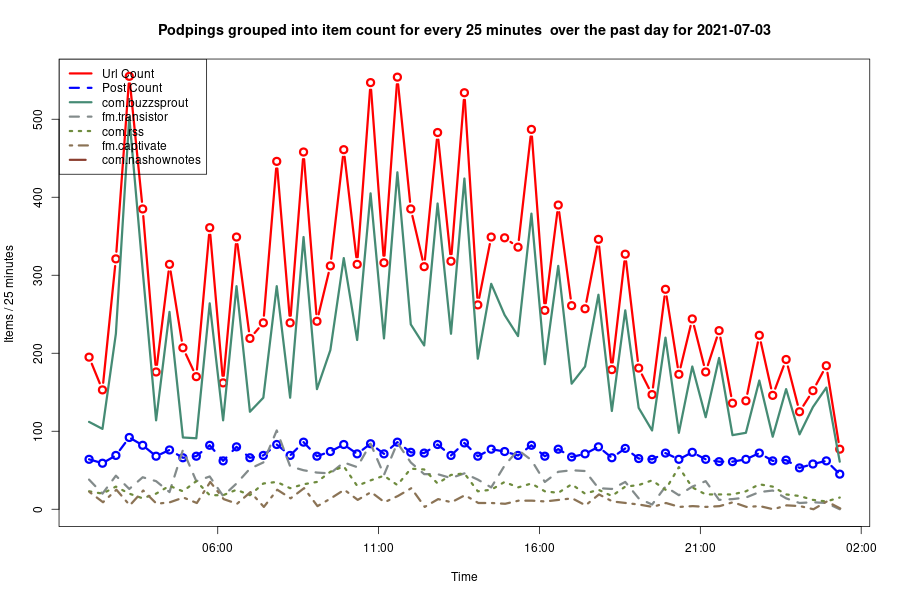 Podpings grouped into item count for every 25 minutes  over the past day for 2021-07-03
Url Count
Post Count
com.buzzsprout
fm.transistor
com.rss
fm.captivate
com.nashownotes
500
400
300
200
100
0
Items / 25 minutes
06:00 11:00 16:00 21:00 02:00
Time